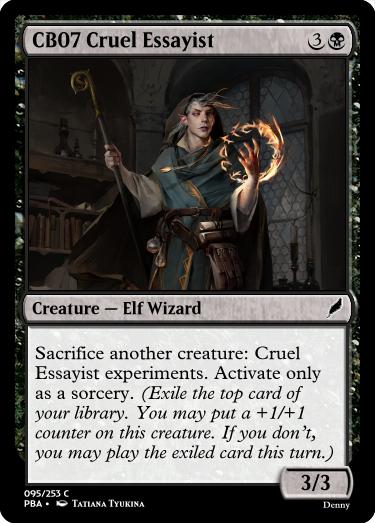 CB07 Cruel Essayist 3
Creature — Elf Wizard
Sacrifice another creature: Cruel
Essayist experiments. Activate only
as a sorcery. (Exile the top card of
your library. You may put a +1/+1
counter on this creature. If you don't,
you may play the exiled card this turn.)
3/3
095/253 C
PBA • Tatiana Tyukina
Denny